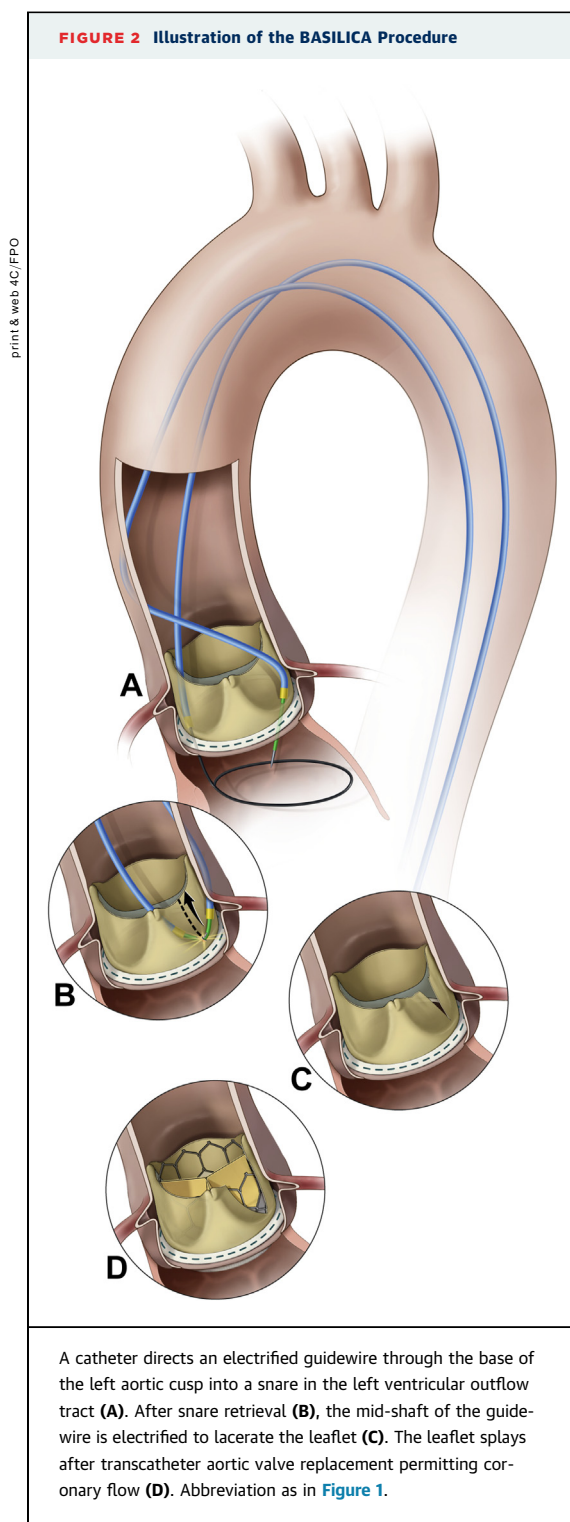 FIGURE 2 Illustration of the BASILICA Procedure
print & web 4C/FPO
A
B
C
D
A catheter directs an electrified guidewire through the base of
the left aortic cusp into a snare in the left ventricular outflow
tract (A). After snare retrieval (B), the mid-shaft of the guide-
wire is electrified to lacerate the leaflet (C). The leaflet splays
after transcatheter aortic valve replacement permitting cor-
onary flow (D). Abbreviation as in Figure 1.